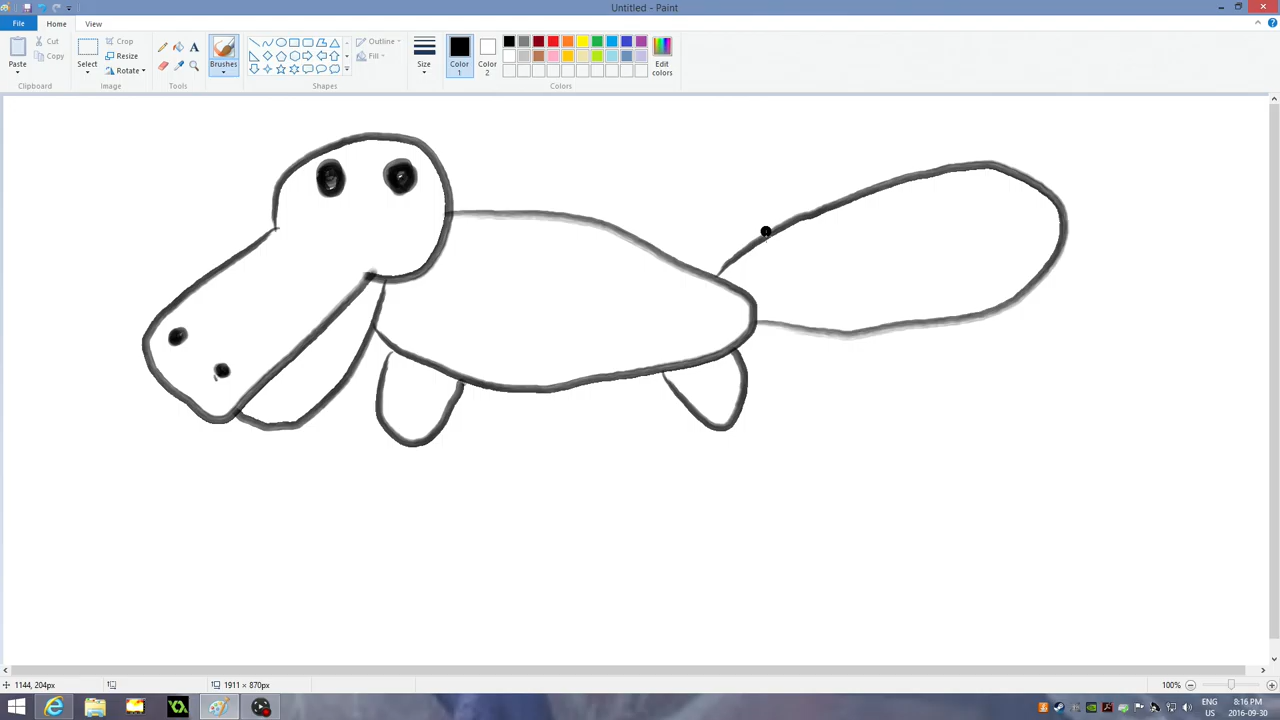 Untitled - Paint
File Home View
Paste
Cut
Copy
Clipboard
Select
Crop
Resize
Rotate
Image
A
Tools
Brushes
Outline
Fill
Shapes
Size
Color 1
Color 2
Edit colors
Colors
1144, 204px
1911 × 870px
100%
ENG
US
8:16 PM
2016-09-30